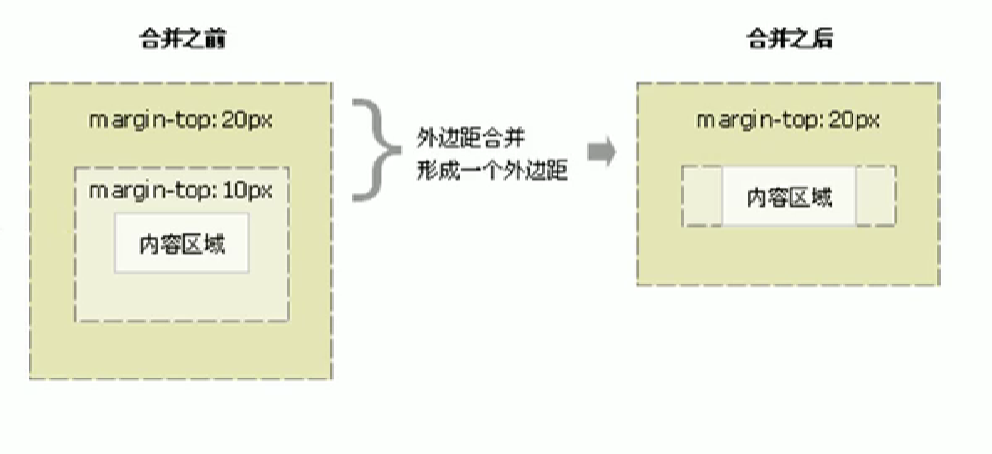 合并之前
合并之后
margin-top: 20px
margin-top: 10px
内容区域
外边距合并
形成一个外边距
margin-top: 20px
内容区域